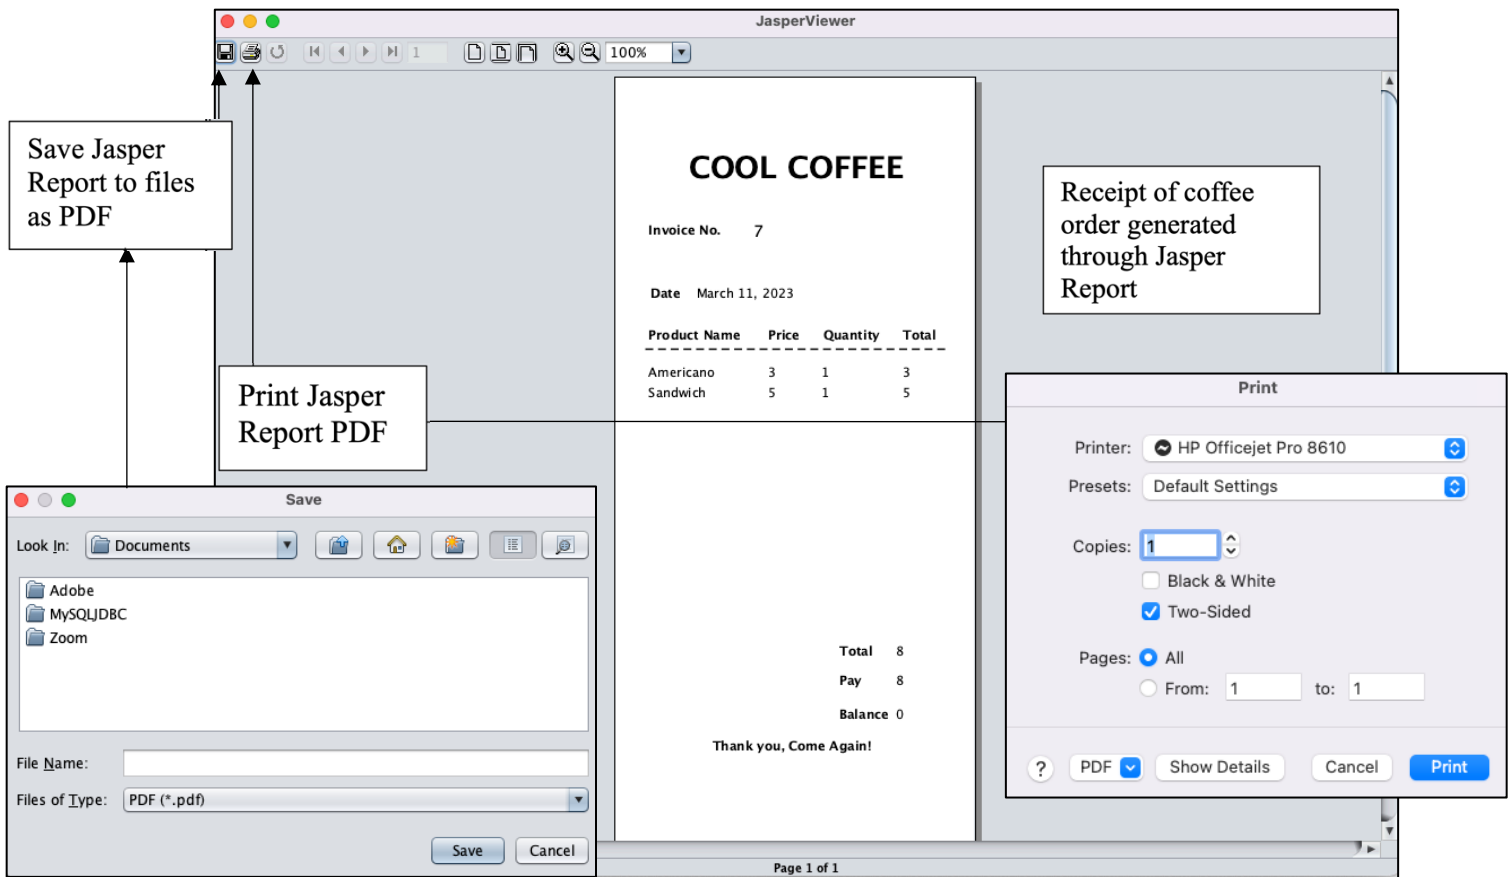 JasperViewer
1
100%
Save Jasper
Report to files
as PDF
COOL COFFEE
Invoice No. 7
Date March 11, 2023
Product Name Price Quantity Total
Americano 3 1 3
Sandwich 5 1 5
Total 8
Pay 8
Balance 0
Thank you, Come Again!
Page 1 of 1
Receipt of coffee
order generated
through Jasper
Report
Print Jasper
Report PDF
Save
Look In: Documents
Adobe
MySQLJDBC
Zoom
File Name:
Files of Type: PDF (*.pdf)
Save Cancel
Print
Printer: HP Officejet Pro 8610
Presets: Default Settings
Copies: 1
Black & White
Two-Sided
Pages: All
From: 1 to: 1
? PDF Show Details Cancel Print